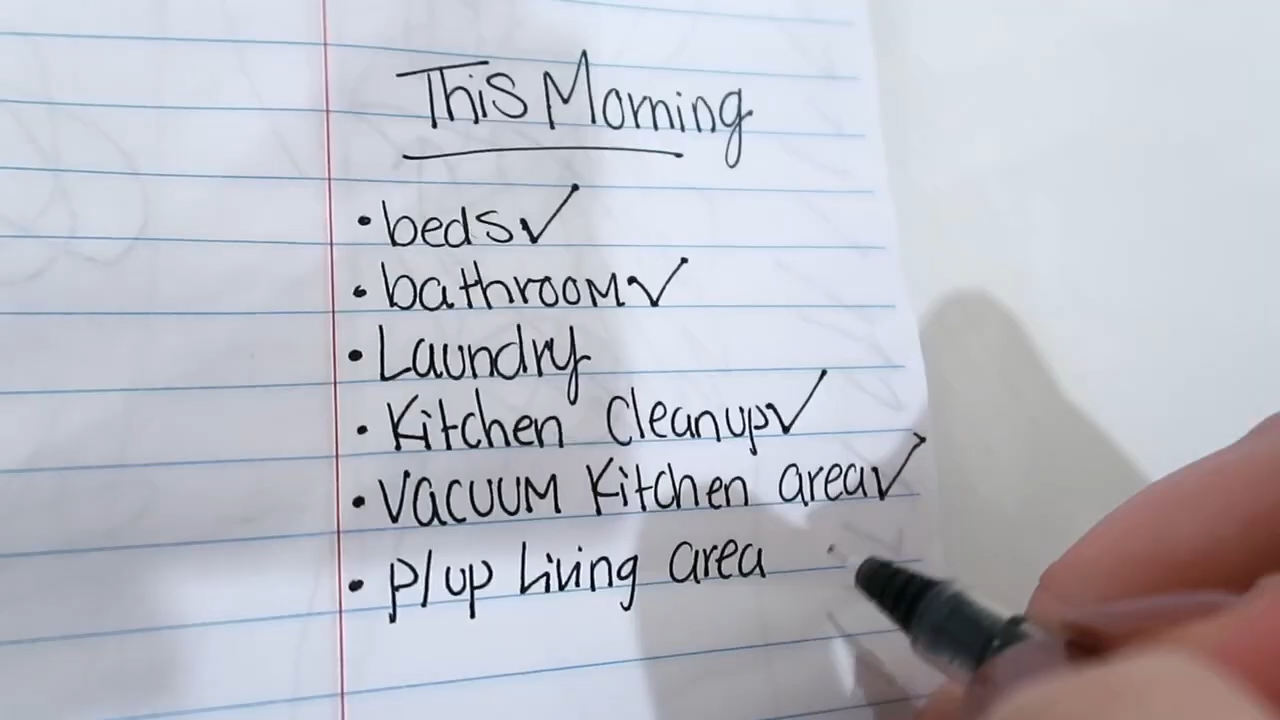 This Morning
• beds✓
• bathroom✓
• Laundry
• Kitchen Cleanup✓
• Vacuum Kitchen area✓
• p/up Living area